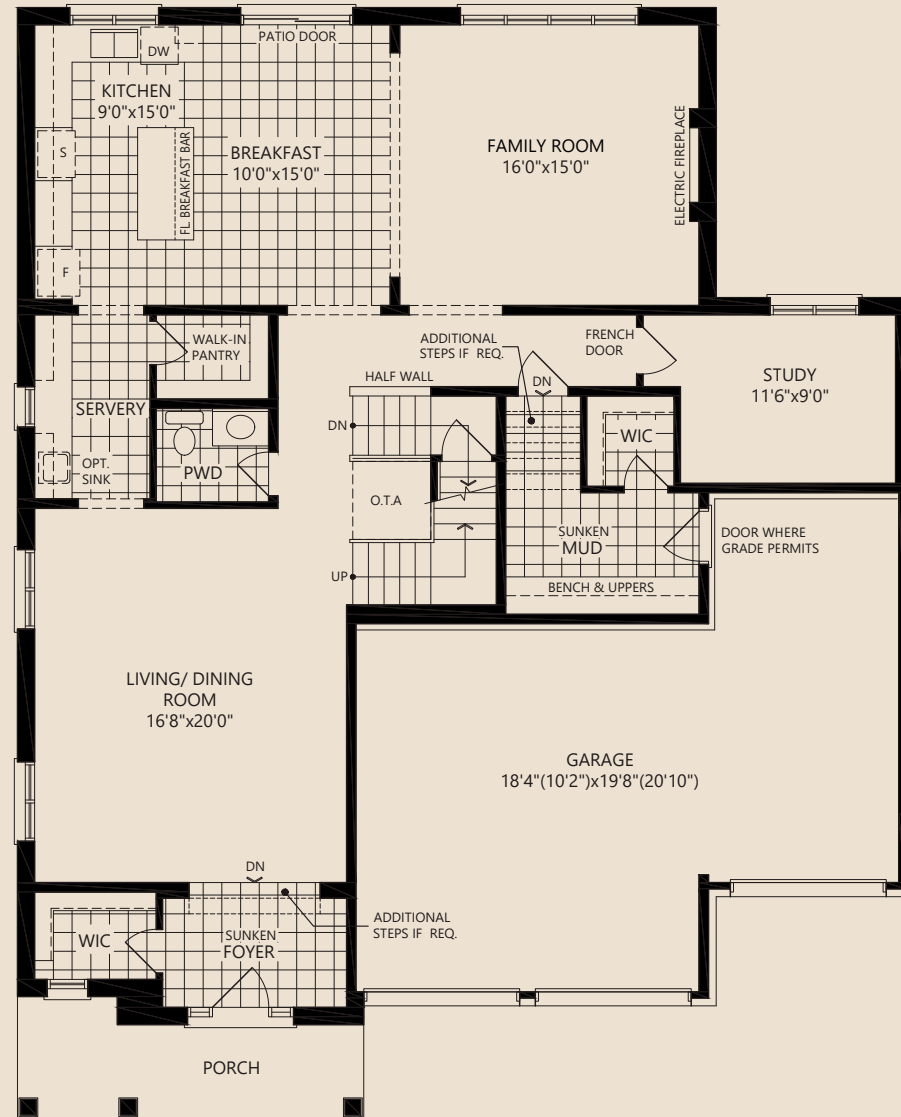 PATIO DOOR
DW
KITCHEN
9'0"x15'0"
S
FL BREAKFAST BAR
BREAKFAST
10'0"x15'0"
FAMILY ROOM
16'0"x15'0"
ELECTRIC FIREPLACE
F
WALK-IN
PANTRY
ADDITIONAL
STEPS IF REQ.
FRENCH
DOOR
HALF WALL
DN
STUDY
11'6"x9'0"
SERVERY
DN
WIC
OPT.
SINK
PWD
O.T.A
SUNKEN
MUD
DOOR WHERE
GRADE PERMITS
UP
BENCH & UPPERS
LIVING/ DINING
ROOM
16'8"x20'0"
GARAGE
18'4"(10'2")x19'8"(20'10")
DN
ADDITIONAL
STEPS IF REQ.
WIC
SUNKEN
FOYER
PORCH